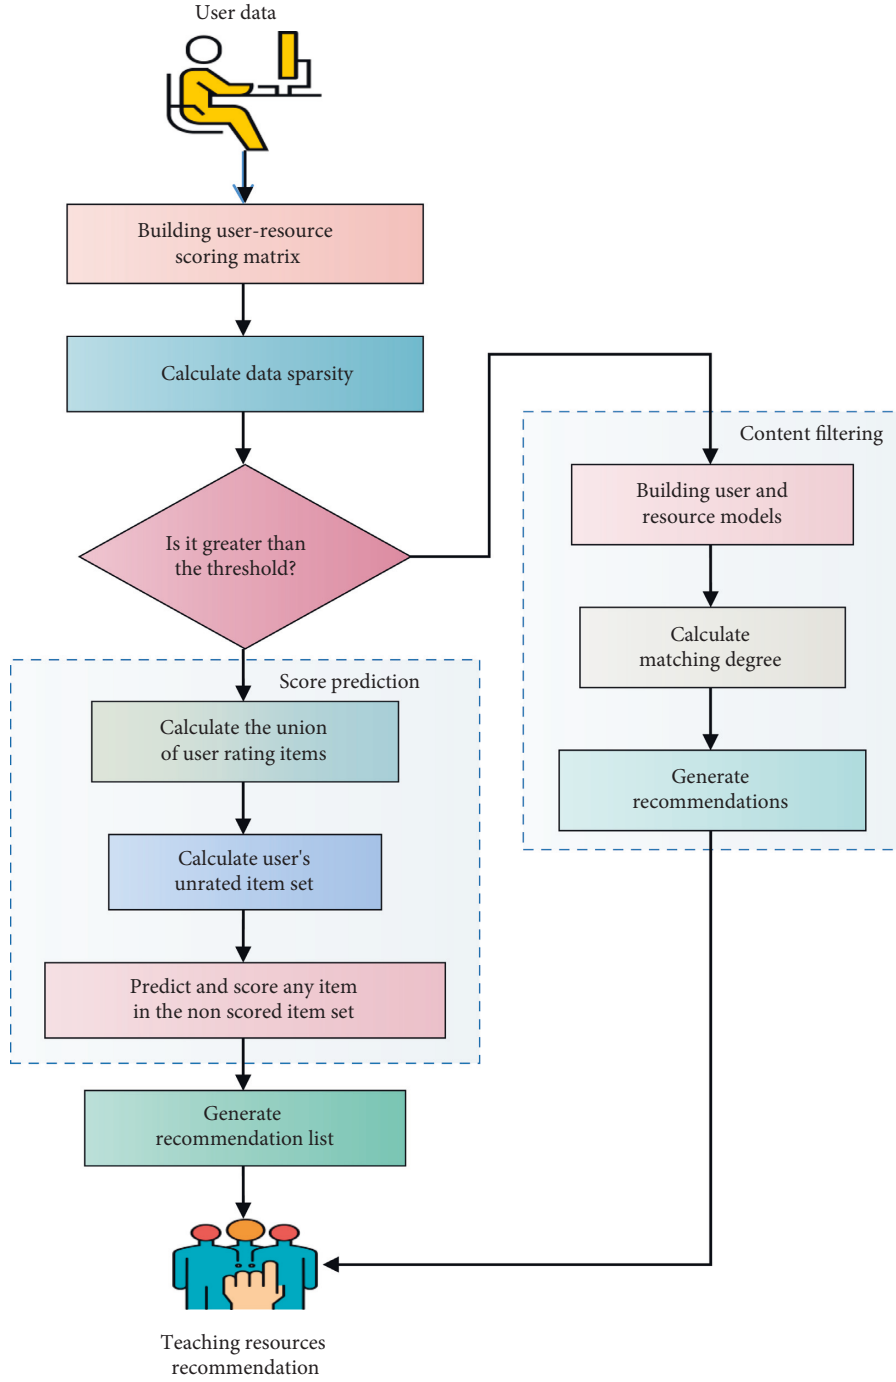 User data
Building user-resource
scoring matrix
Calculate data sparsity
Is it greater than
the threshold?
Score prediction
Calculate the union
of user rating items
Calculate user's
unrated item set
Predict and score any item
in the non scored item set
Generate
recommendation list
Content filtering
Building user and
resource models
Calculate
matching degree
Generate
recommendations
Teaching resources
recommendation